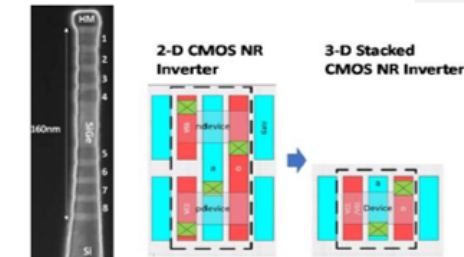 HM
1
2
3
4
160nm
SiGe
5
6
7
8
Si
2-D CMOS NR
Inverter
ndevice
a
o
pdevice
3-D Stacked
CMOS NR Inverter
a
Device
o